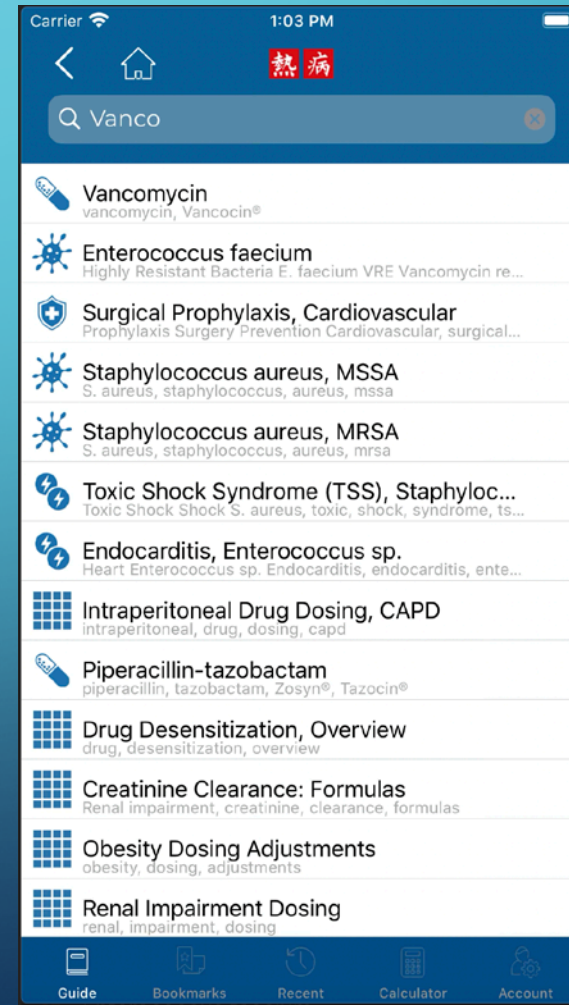 Carrier
1:03 PM
熱病
Vanco
Vancomycin
vancomycin, Vancocin®
Enterococcus faecium
Highly Resistant Bacteria E. faecium VRE Vancomycin re...
Surgical Prophylaxis, Cardiovascular
Prophylaxis Surgery Prevention Cardiovascular, surgical...
Staphylococcus aureus, MSSA
S. aureus, staphylococcus, aureus, mssa
Staphylococcus aureus, MRSA
S. aureus, staphylococcus, aureus, mrsa
Toxic Shock Syndrome (TSS), Staphyloc...
Toxic Shock Shock S. aureus, toxic, shock, syndrome, ts...
Endocarditis, Enterococcus sp.
Heart Enterococcus sp. Endocarditis, endocarditis, ente...
Intraperitoneal Drug Dosing, CAPD
intraperitoneal, drug, dosing, capd
Piperacillin-tazobactam
piperacillin, tazobactam, Zosyn®, Tazocin®
Drug Desensitization, Overview
drug, desensitization, overview
Creatinine Clearance: Formulas
Renal impairment, creatinine, clearance, formulas
Obesity Dosing Adjustments
obesity, dosing, adjustments
Renal Impairment Dosing
renal, impairment, dosing
Guide Bookmarks Recent Calculator Account